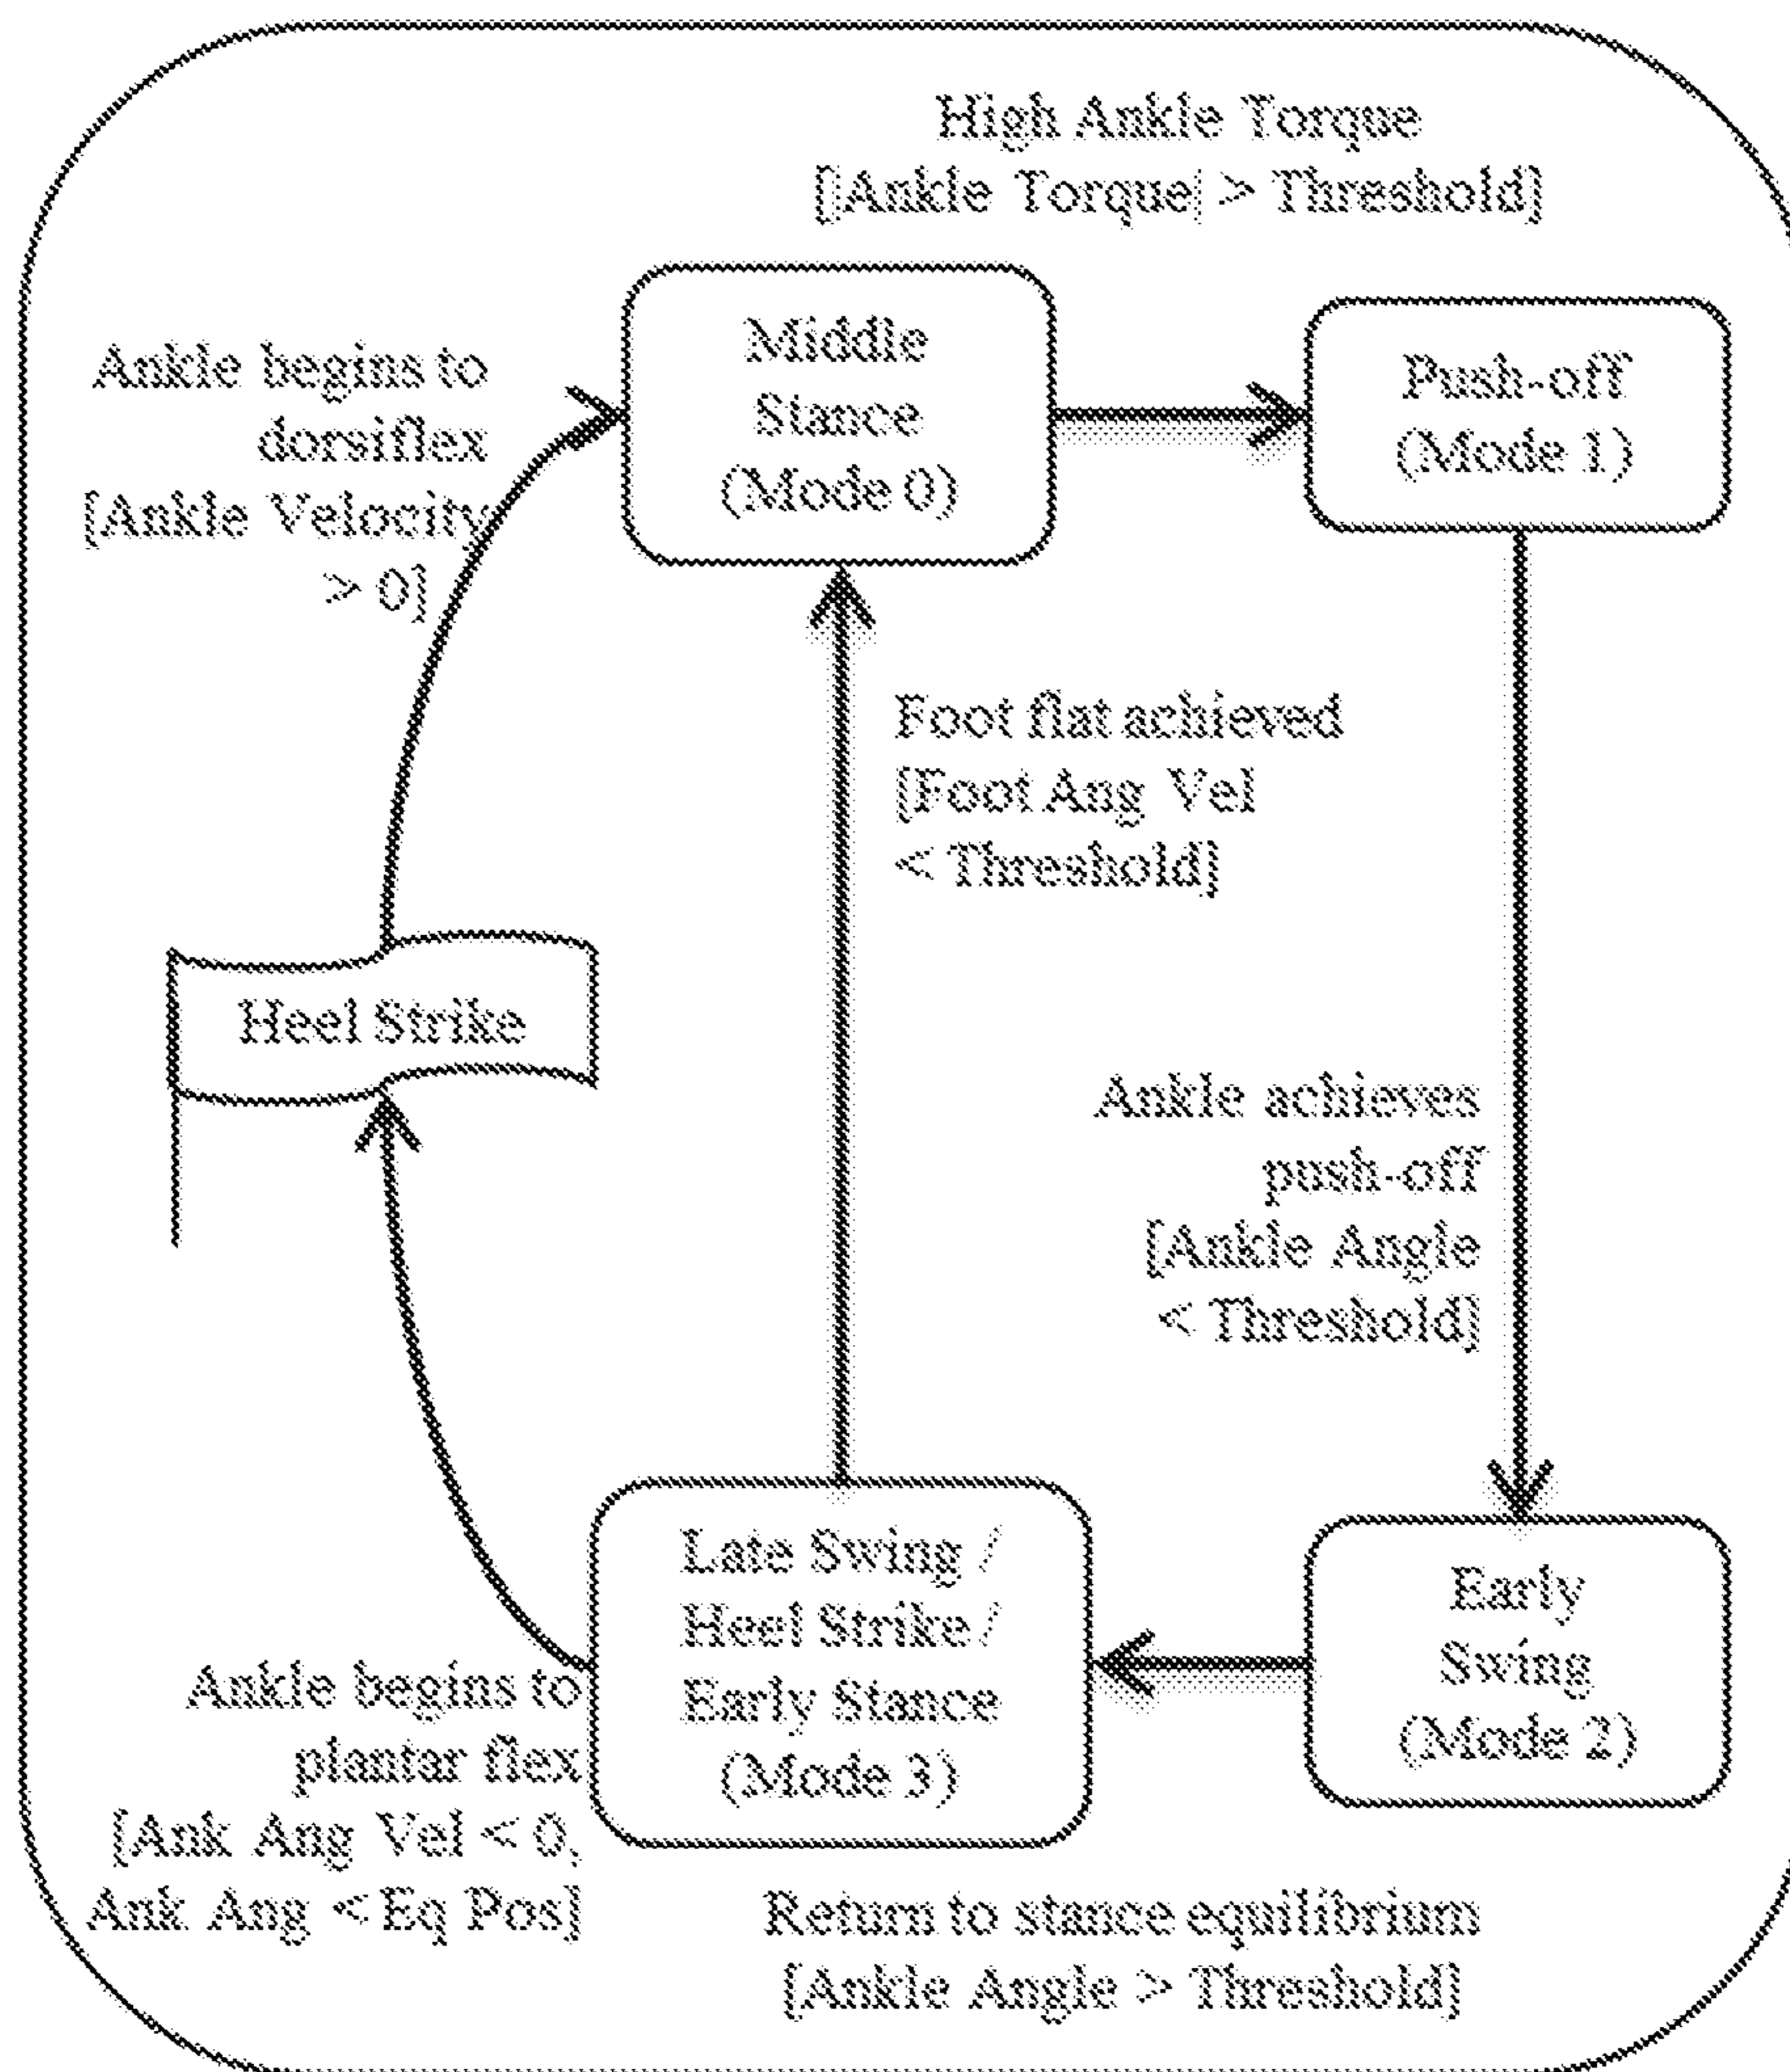 High Ankle Torque
[|Ankle Torque| > Threshold]
Middle
Stance
(Mode 0)
Push-off
(Mode 1)
Ankle begins to
dorsiflex
[Ankle Velocity
> 0]
Foot flat achieved
[Foot Ang Vel
< Threshold]
Heel Strike
Ankle achieves
push-off
[Ankle Angle
< Threshold]
Late Swing /
Heel Strike /
Early Stance
(Mode 3)
Early
Swing
(Mode 2)
Ankle begins to
plantar flex
[Ank Ang Vel < 0,
Ank Ang < Eq Pos]
Return to stance equilibrium
[Ankle Angle > Threshold]